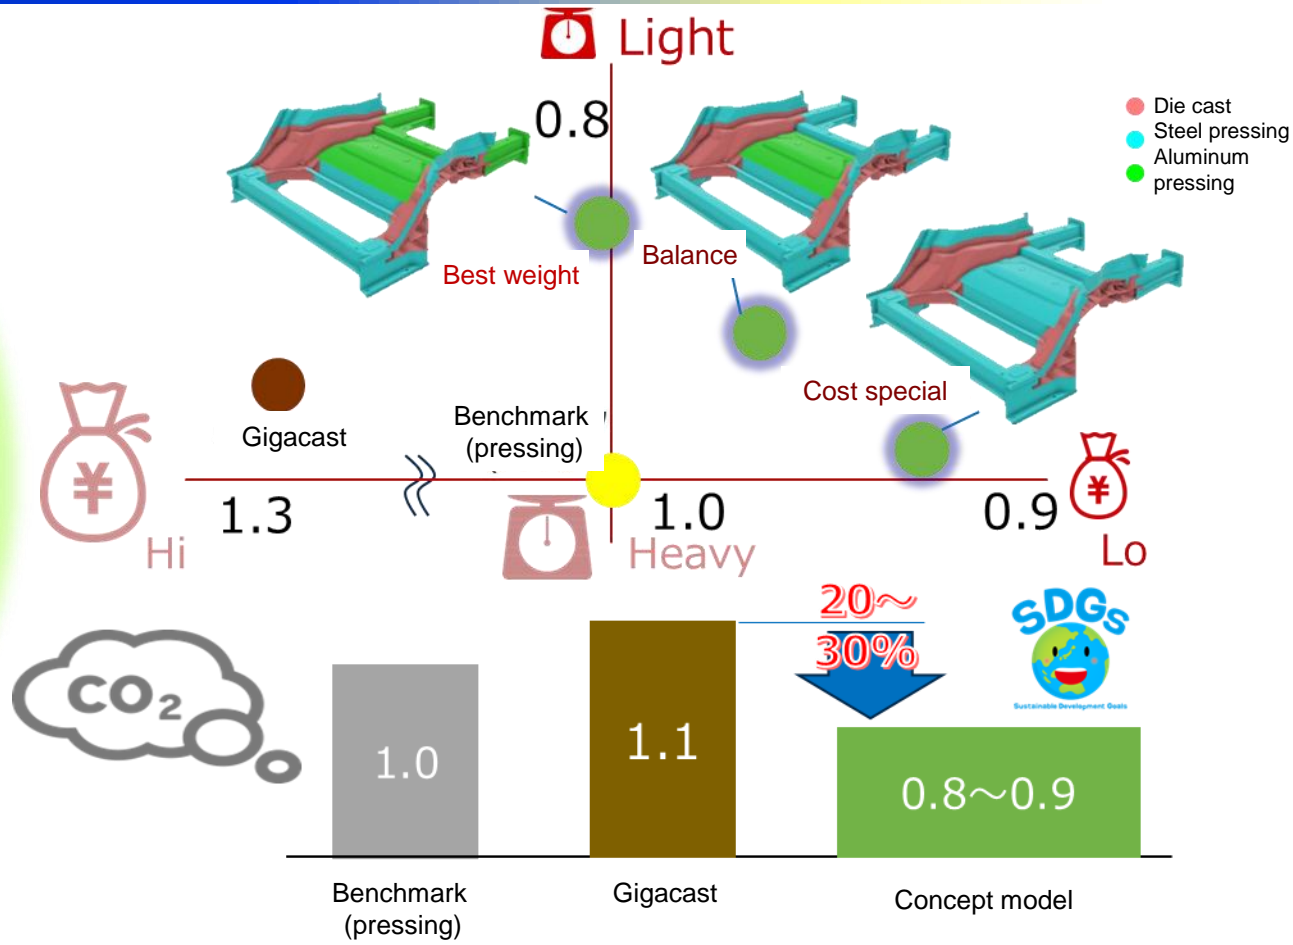 Light
0.8
Die cast
Steel pressing
Aluminum
pressing
Best weight
Balance
Cost special
Gigacast
Benchmark
(pressing)
¥
¥
1.3
1.0
0.9
Hi
Heavy
Lo
20～
30%
SDGs
Sustainable Development Goals
CO₂
1.0
1.1
0.8～0.9
Benchmark
(pressing)
Gigacast
Concept model